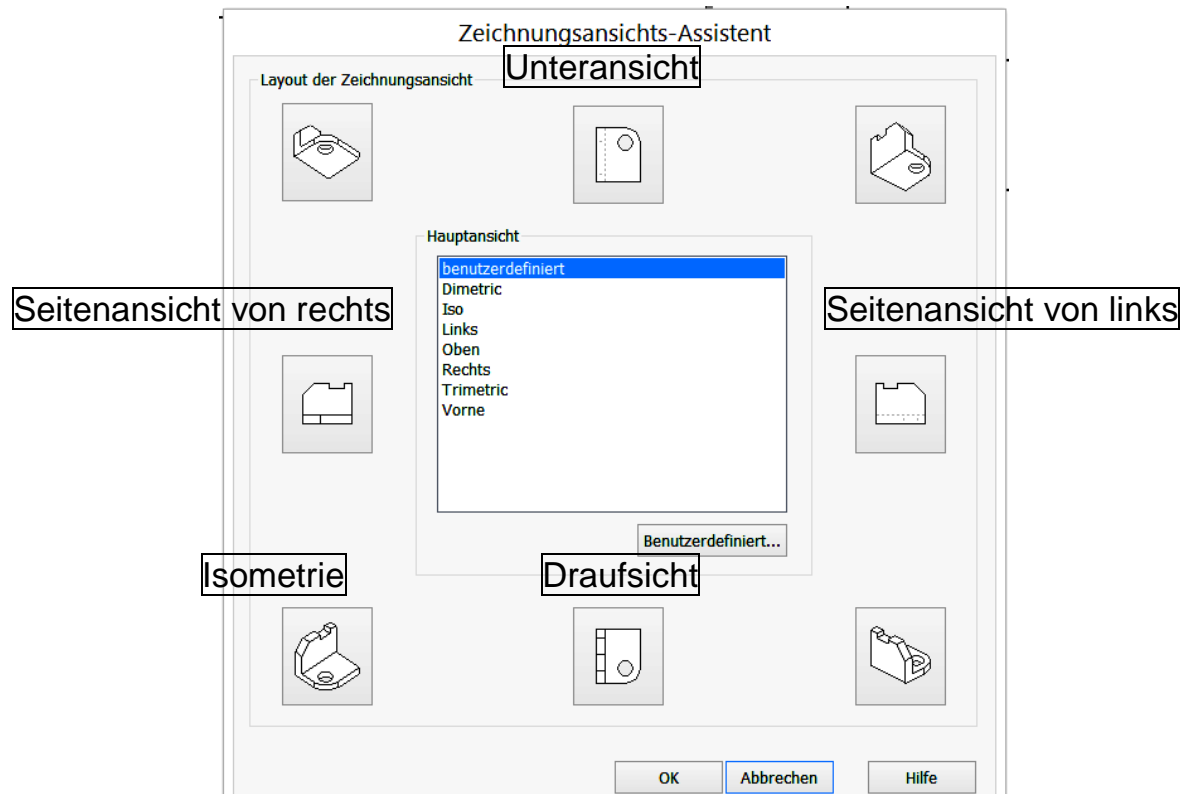 Zeichnungsansichts-Assistent
Unteransicht
Layout der Zeichnungsansicht
Hauptansicht
benutzerdefiniert
Dimetric
Iso
Links
Oben
Rechts
Trimetric
Vorne
Seitenansicht von rechts
Seitenansicht von links
Benutzerdefiniert...
Isometrie
Draufsicht
OK
Abbrechen
Hilfe